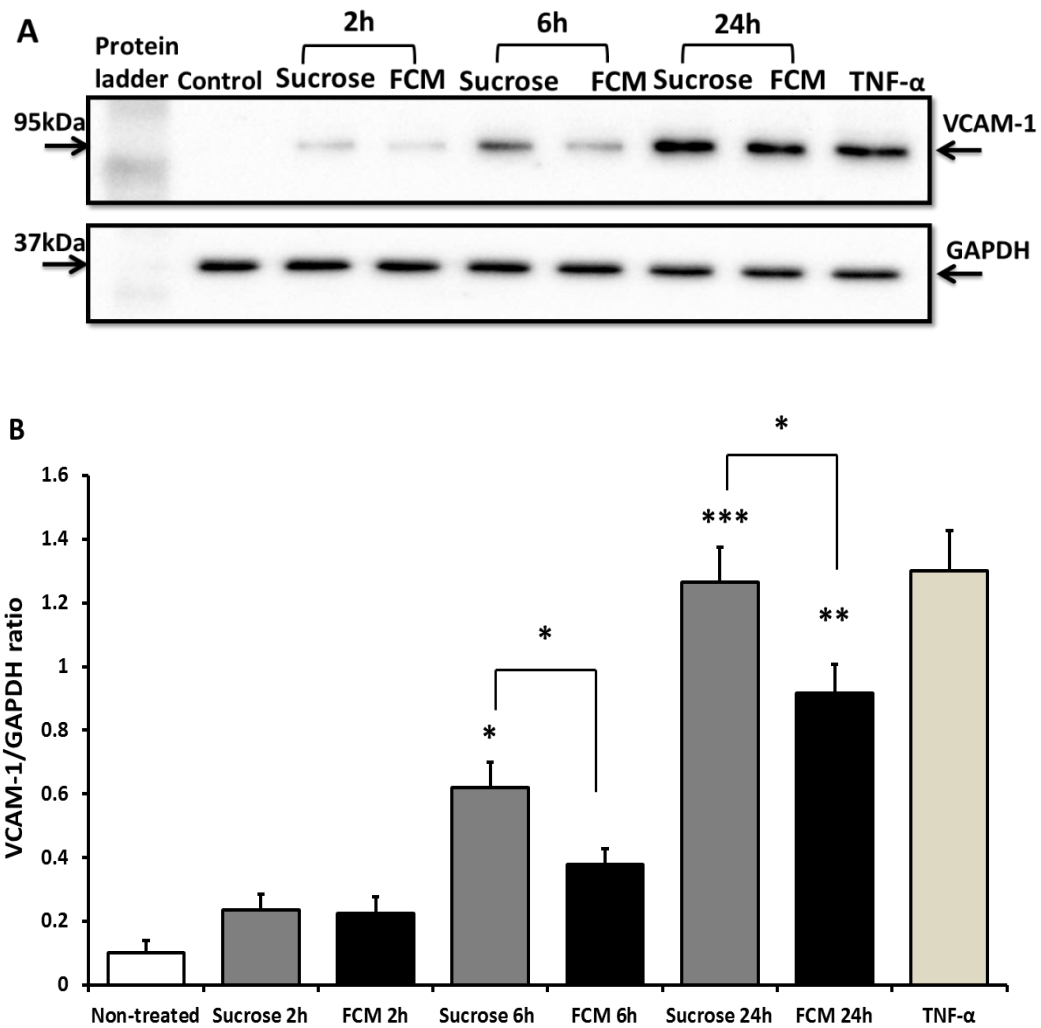 A
2h
6h
24h
Protein
ladder
Control
Sucrose
FCM
Sucrose
FCM
Sucrose
FCM
TNF-α
95kDa
VCAM-1
37kDa
GAPDH
B
*
1.6
1.4
***
1.2
**
*
1
0.8
*
0.6
0.4
0.2
0
VCAM-1/GAPDH ratio
Non-treated
Sucrose 2h
FCM 2h
Sucrose 6h
FCM 6h
Sucrose 24h
FCM 24h
TNF-α